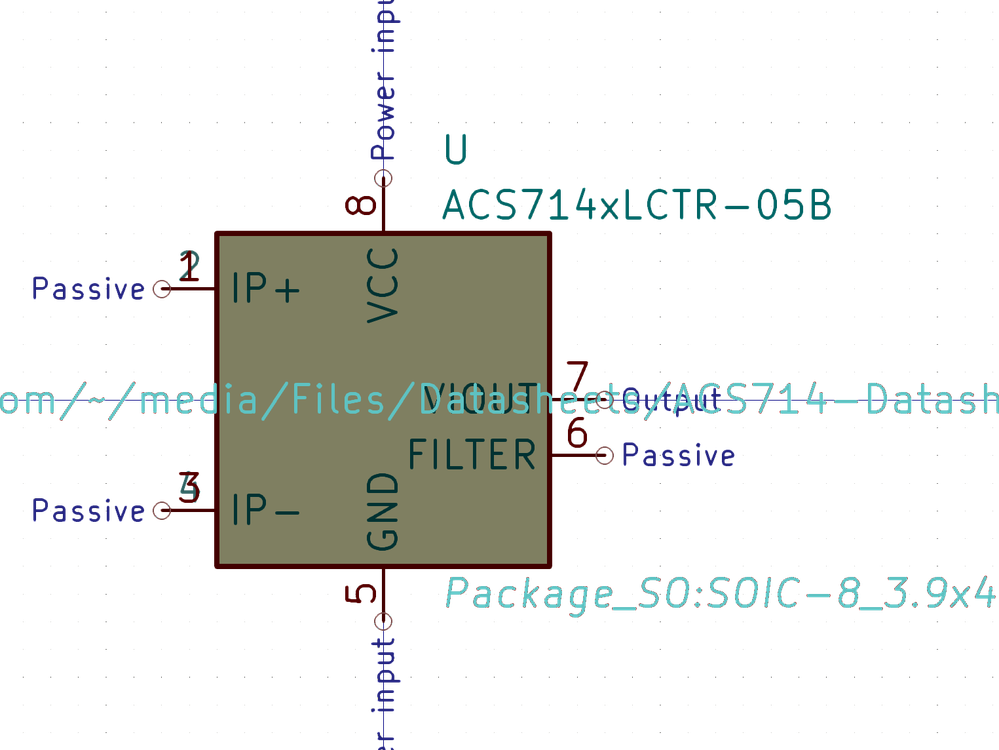 Power inpu
U
8
ACS714xLCTR-05B
2
1
Passive
IP+
VCC
7
om/~/media/Files/Datasheets/ACS714-Datash
VIOUT
Output
6
FILTER
Passive
3
4
Passive
IP-
GND
5
Package_SO:SOIC-8_3.9x4
er input